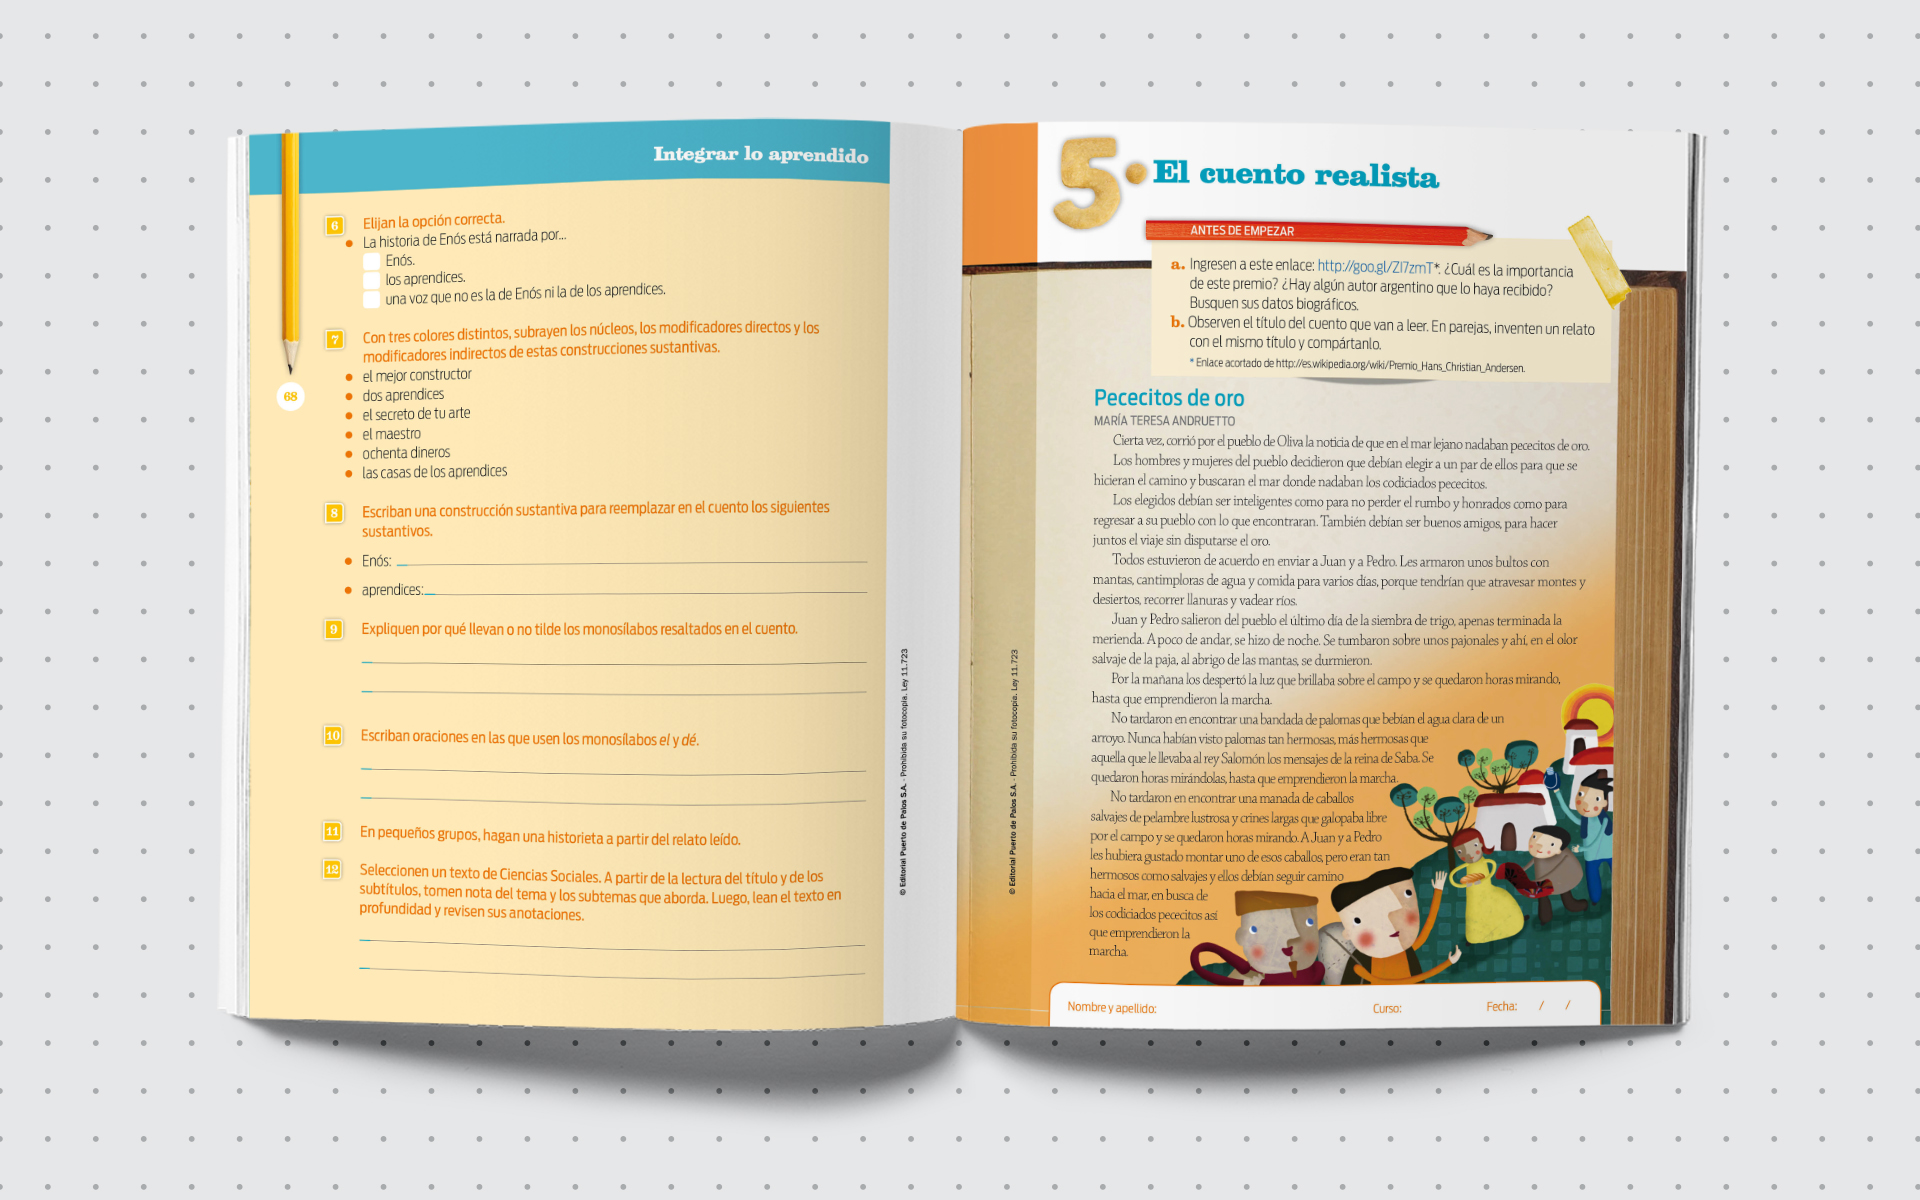 Integrar lo aprendido
6 Elijan la opción correcta.
La historia de Enós está narrada por...
Enós.
los aprendices.
una voz que no es la de Enós ni la de los aprendices.
7 Con tres colores distintos, subrayen los núcleos, los modificadores directos y los
modificadores indirectos de estas construcciones sustantivas.
el mejor constructor
dos aprendices
el secreto de tu arte
el maestro
ochenta dineros
las casas de los aprendices
68
8 Escriban una construcción sustantiva para reemplazar en el cuento los siguientes
sustantivos.
Enós:
aprendices:
9 Expliquen por qué llevan o no tilde los monosílabos resaltados en el cuento.
10 Escriban oraciones en las que usen los monosílabos el y dé.
11 En pequeños grupos, hagan una historieta a partir del relato leído.
12 Seleccionen un texto de Ciencias Sociales. A partir de la lectura del título y de los
subtítulos, tomen nota del tema y los subtemas que aborda. Luego, lean el texto en
profundidad y revisen sus anotaciones.
© Editorial Puerto de Palos S.A. - Prohibida su fotocopia. Ley 11.723
© Editorial Puerto de Palos S.A. - Prohibida su fotocopia. Ley 11.723
5. El cuento realista
ANTES DE EMPEZAR
a. Ingresen a este enlace: http://goo.gl/ZI7zmT*. ¿Cuál es la importancia
de este premio? ¿Hay algún autor argentino que lo haya recibido?
Busquen sus datos biográficos.
b. Observen el título del cuento que van a leer. En parejas, inventen un relato
con el mismo título y compártanlo.
* Enlace acortado de http://es.wikipedia.org/wiki/Premio_Hans_Christian_Andersen.
Pececitos de oro
MARÍA TERESA ANDRUETTO
Cierta vez, corrió por el pueblo de Oliva la noticia de que en el mar lejano nadaban pececitos de oro.
Los hombres y mujeres del pueblo decidieron que debían elegir a un par de ellos para que se
hicieran el camino y buscaran el mar donde nadaban los codiciados pececitos.
Los elegidos debían ser inteligentes como para no perder el rumbo y honrados como para
regresar a su pueblo con lo que encontraran. También debían ser buenos amigos, para hacer
juntos el viaje sin disputarse el oro.
Todos estuvieron de acuerdo en enviar a Juan y a Pedro. Les armaron unos bultos con
mantas, cantimploras de agua y comida para varios días, porque tendrían que atravesar montes y
desiertos, recorrer llanuras y vadear ríos.
Juan y Pedro salieron del pueblo el último día de la siembra de trigo, apenas terminada la
merienda. A poco de andar, se hizo de noche. Se tumbaron sobre unos pajonales y ahí, en el olor
salvaje de la paja, al abrigo de las mantas, se durmieron.
Por la mañana los despertó la luz que brillaba sobre el campo y se quedaron horas mirando,
hasta que emprendieron la marcha.
No tardaron en encontrar una bandada de palomas que bebían el agua clara de un
arroyo. Nunca habían visto palomas tan hermosas, más hermosas que
aquella que le llevaba al rey Salomón los mensajes de la reina de Saba. Se
quedaron horas mirándolas, hasta que emprendieron la marcha.
No tardaron en encontrar una manada de caballos
salvajes de pelambre lustrosa y crines largas que galopaba libre
por el campo y se quedaron horas mirando. A Juan y a Pedro
les hubiera gustado montar uno de esos caballos, pero eran tan
hermosos como salvajes y ellos debían seguir camino
hacia el mar, en busca de
los codiciados pececitos así
que emprendieron la
marcha.
Nombre y apellido: Curso: Fecha: / /